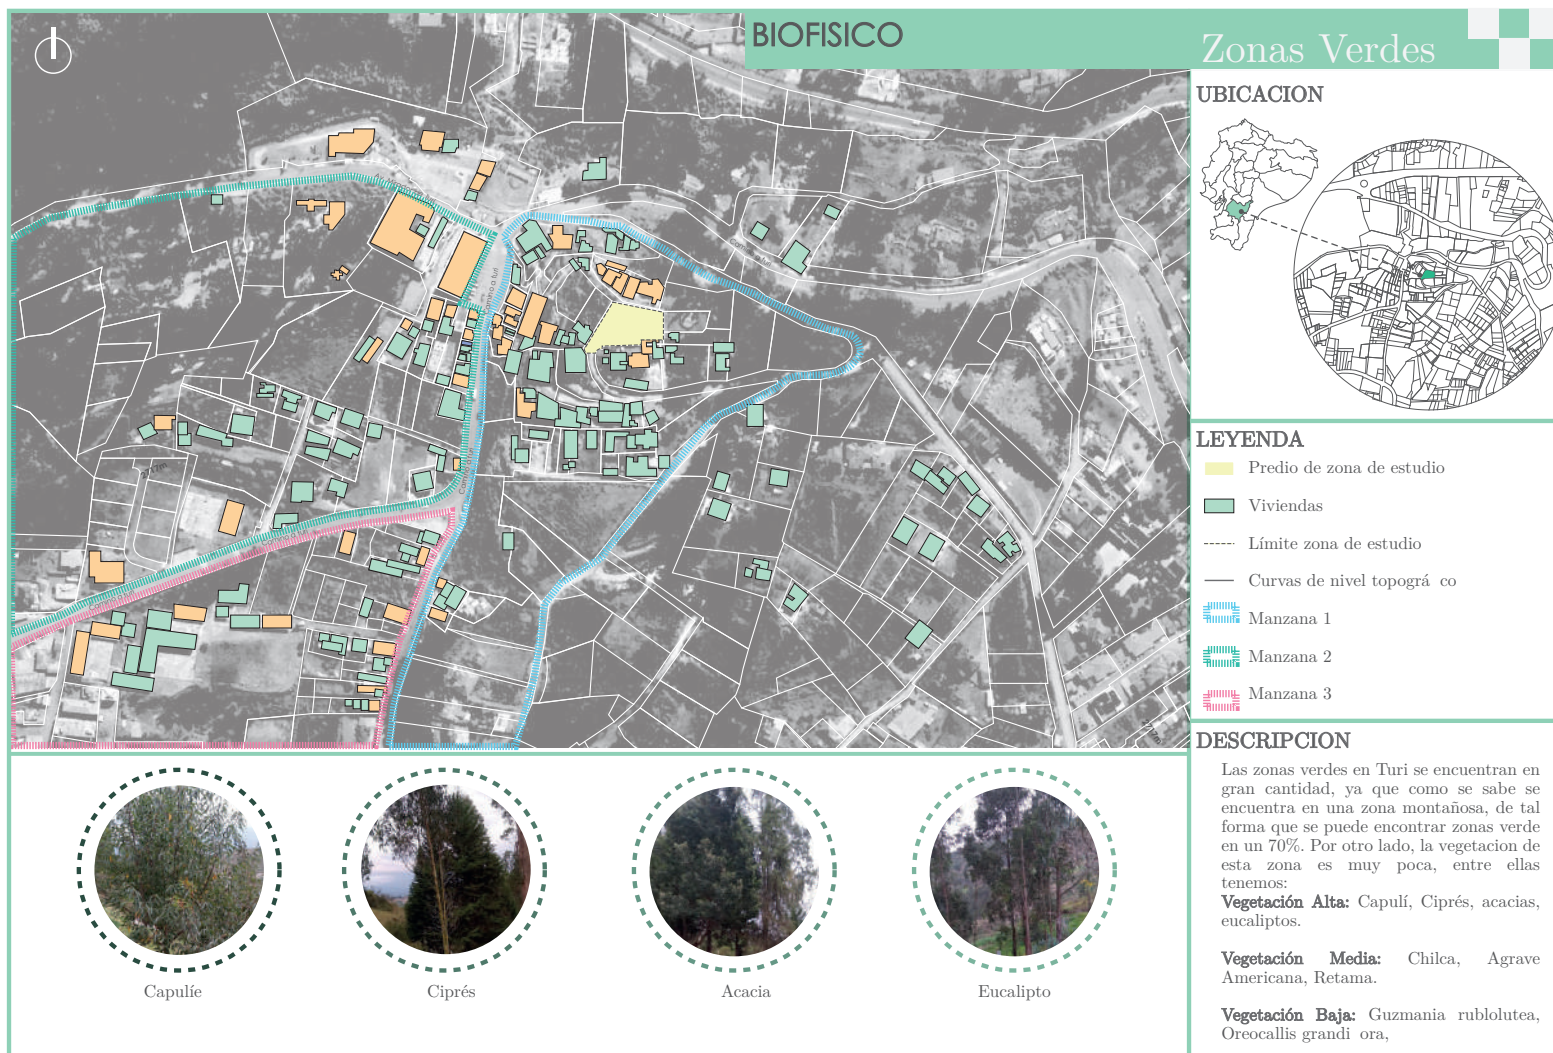 BIOFISICO
Zonas Verdes
UBICACION
Camino a turi
2777m
LEYENDA
Predio de zona de estudio
Viviendas
Límite zona de estudio
Curvas de nivel topográ co
Manzana 1
Manzana 2
Manzana 3
DESCRIPCION
Las zonas verdes en Turi se encuentran en
gran cantidad, ya que como se sabe se
encuentra en una zona montañosa, de tal
forma que se puede encontrar zonas verde
en un 70%. Por otro lado, la vegetacion de
esta zona es muy poca, entre ellas
tenemos:
Vegetación Alta: Capulí, Ciprés, acacias,
eucaliptos.
Vegetación Media: Chilca, Agrave
Americana, Retama.
Vegetación Baja: Guzmania rublolutea,
Oreocallis grandi ora,
Capulíe
Ciprés
Acacia
Eucalipto